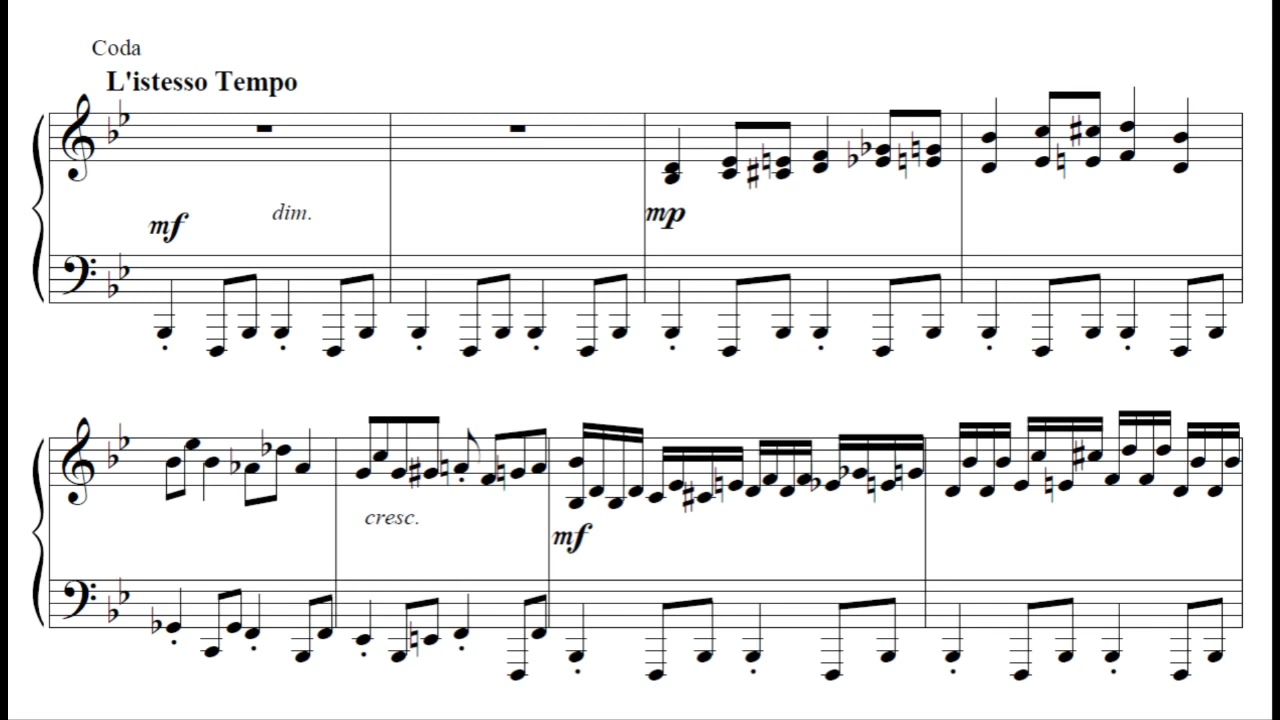 Coda
L'istesso Tempo
mf
dim.
mp
cresc.
mf